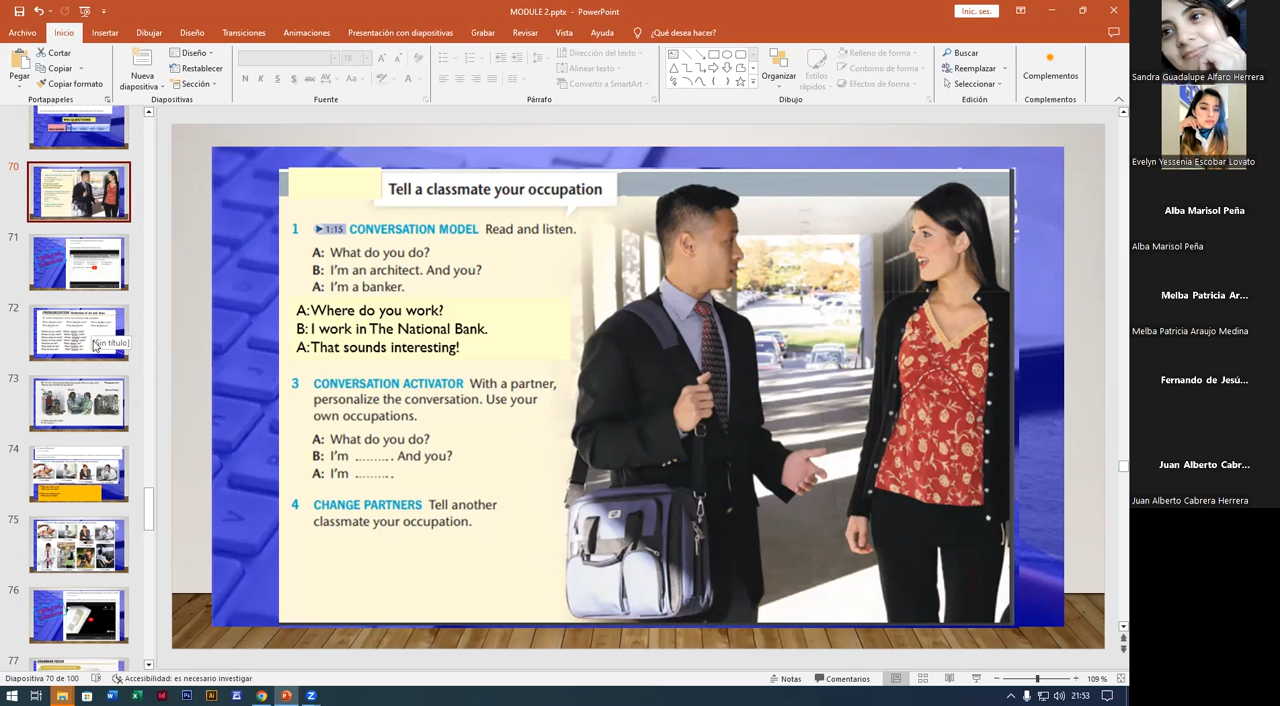 MODULE 2.pptx - PowerPoint
Inic. ses.
Archivo Inicio Insertar Dibujar Diseño Transiciones Animaciones Presentación con diapositivas Grabar Revisar Vista Ayuda ¿Qué desea hacer?
Pegar
Cortar
Copiar
Copiar formato
Portapapeles
Nueva diapositiva
Diseño
Restablecer
Sección
Diapositivas
18
N K S S abc AV Aa A
Fuente
Dirección del texto
Alinear texto
Convertir a SmartArt
Párrafo
Organizar
Estilos rápidos
Relleno de forma
Contorno de forma
Efectos de forma
Dibujo
Buscar
Reemplazar
Seleccionar
Edición
Complementos
Complementos
WH-QUESTIONS
70
71
72
73
74
75
76
77
Tell a classmate your occupation
1 1:15 CONVERSATION MODEL Read and listen.
A: What do you do?
B: I'm an architect. And you?
A: I'm a banker.
A: Where do you work?
B: I work in The National Bank.
A: That sounds interesting!
3 CONVERSATION ACTIVATOR With a partner,
personalize the conversation. Use your
own occupations.
A: What do you do?
B: I'm ......... And you?
A: I'm .........
4 CHANGE PARTNERS Tell another
classmate your occupation.
Sandra Guadalupe Alfaro Herrera
Evelyn Yessenia Escobar Lovato
Alba Marisol Peña
Alba Marisol Peña
Melba Patricia Ar...
Melba Patricia Araujo Medina
Fernando de Jesú...
Juan Alberto Cabr...
Juan Alberto Cabrera Herrera
Diapositiva 70 de 100
Accesibilidad: es necesario investigar
Notas
Comentarios
109 %
21:53